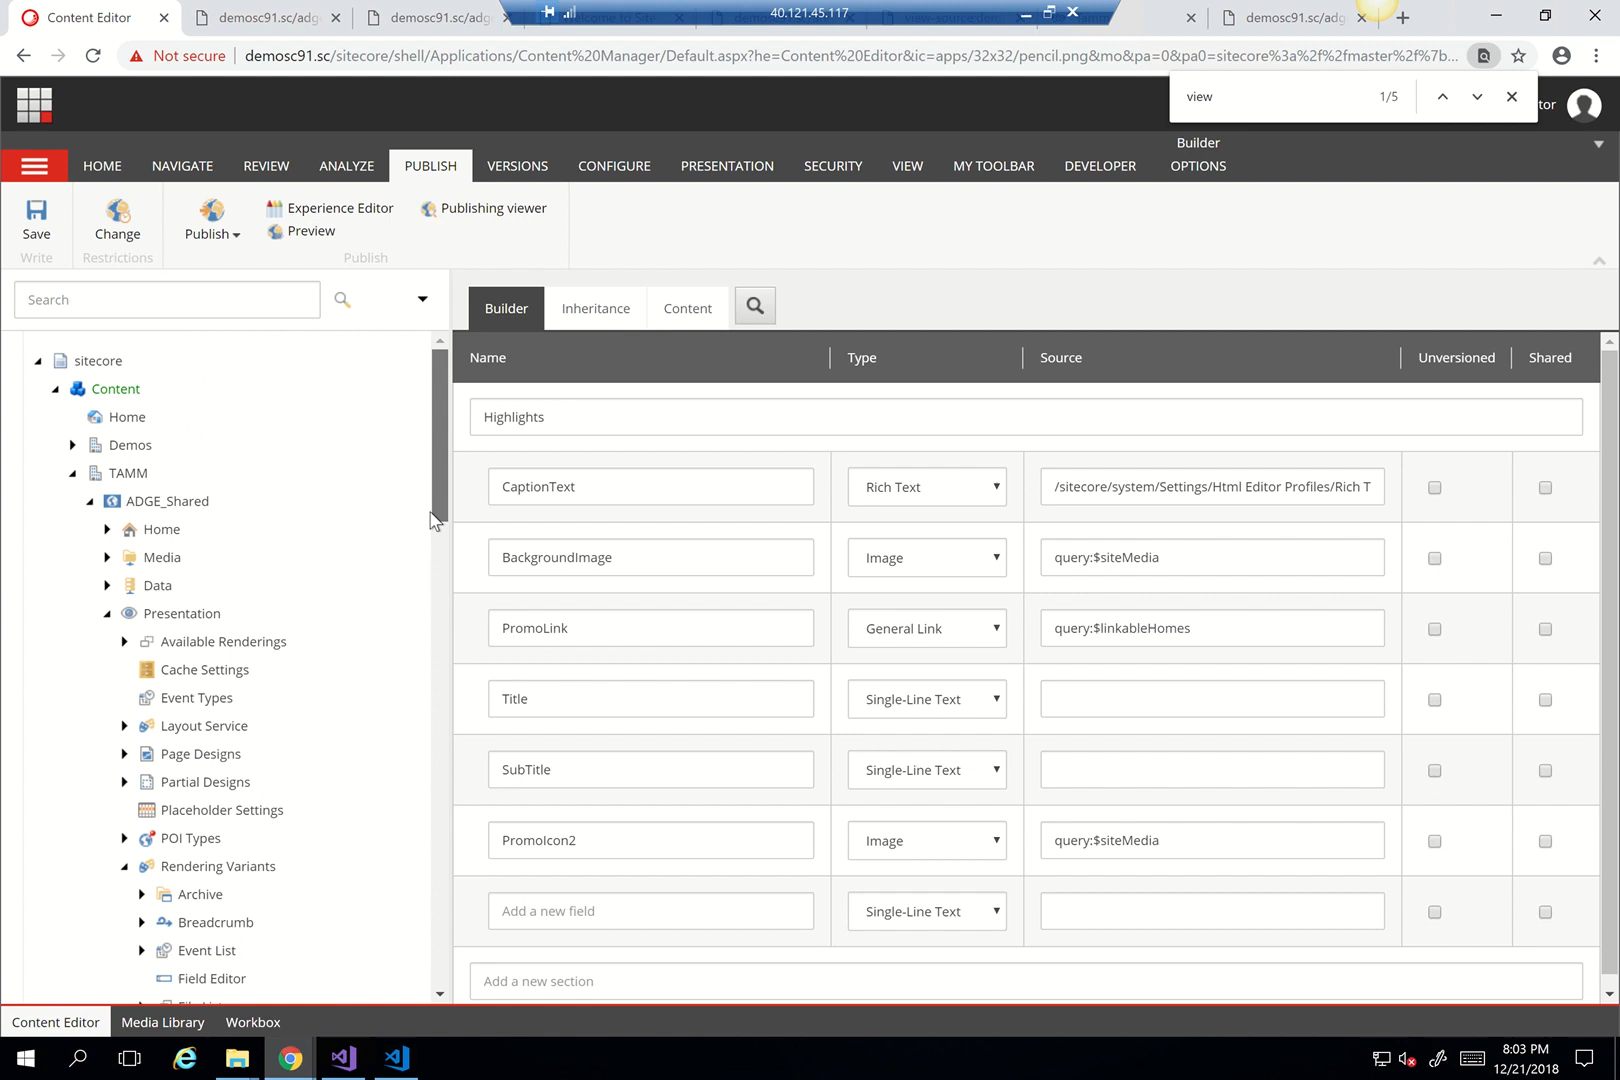 Content Editor
demosc91.sc/adg
demosc91.sc/adg
40.121.45.117
demosc91.sc/adg
Not secure
demosc91.sc/sitecore/shell/Applications/Content%20Manager/Default.aspx?he=Content%20Editor&ic=apps/32x32/pencil.png&mo&pa=0&pa0=sitecore%3a%2f%2fmaster%2f%7b...
view
1/5
tor
Builder
HOME NAVIGATE REVIEW ANALYZE PUBLISH VERSIONS CONFIGURE PRESENTATION SECURITY VIEW MY TOOLBAR DEVELOPER OPTIONS
Save
Write
Change
Restrictions
Publish
Experience Editor
Preview
Publishing viewer
Publish
Search
Builder Inheritance Content
sitecore
Content
Home
Demos
TAMM
ADGE_Shared
Home
Media
Data
Presentation
Available Renderings
Cache Settings
Event Types
Layout Service
Page Designs
Partial Designs
Placeholder Settings
POI Types
Rendering Variants
Archive
Breadcrumb
Event List
Field Editor
Name Type Source Unversioned Shared
Highlights
CaptionText Rich Text /sitecore/system/Settings/Html Editor Profiles/Rich T
BackgroundImage Image query:$siteMedia
PromoLink General Link query:$linkableHomes
Title Single-Line Text
SubTitle Single-Line Text
PromoIcon2 Image query:$siteMedia
Add a new field Single-Line Text
Add a new section
Content Editor Media Library Workbox
8:03 PM
12/21/2018